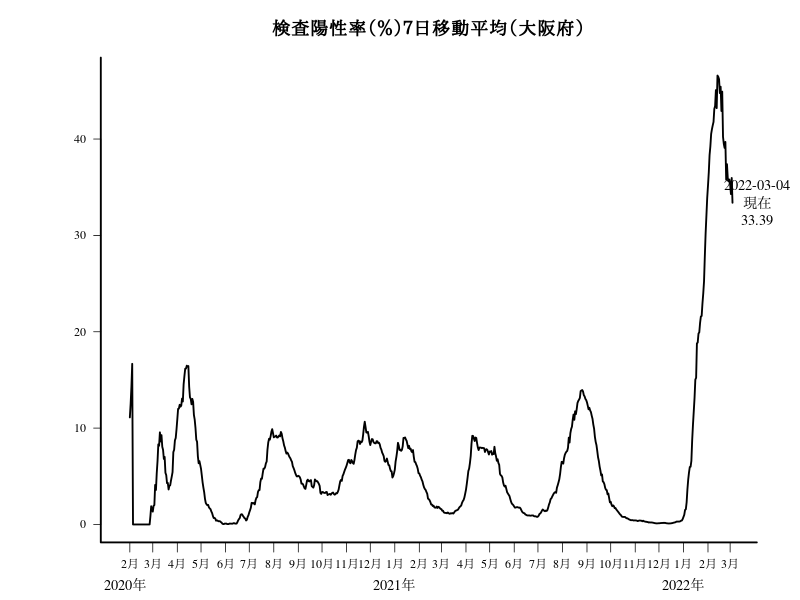 検査陽性率(%)7日移動平均(大阪府)
40
30
20
10
0
2022-03-04
現在
33.39
2月 3月 4月 5月 6月 7月 8月 9月 10月 11月 12月 1月 2月 3月 4月 5月 6月 7月 8月 9月 10月 11月 12月 1月 2月 3月
2020年 2021年 2022年